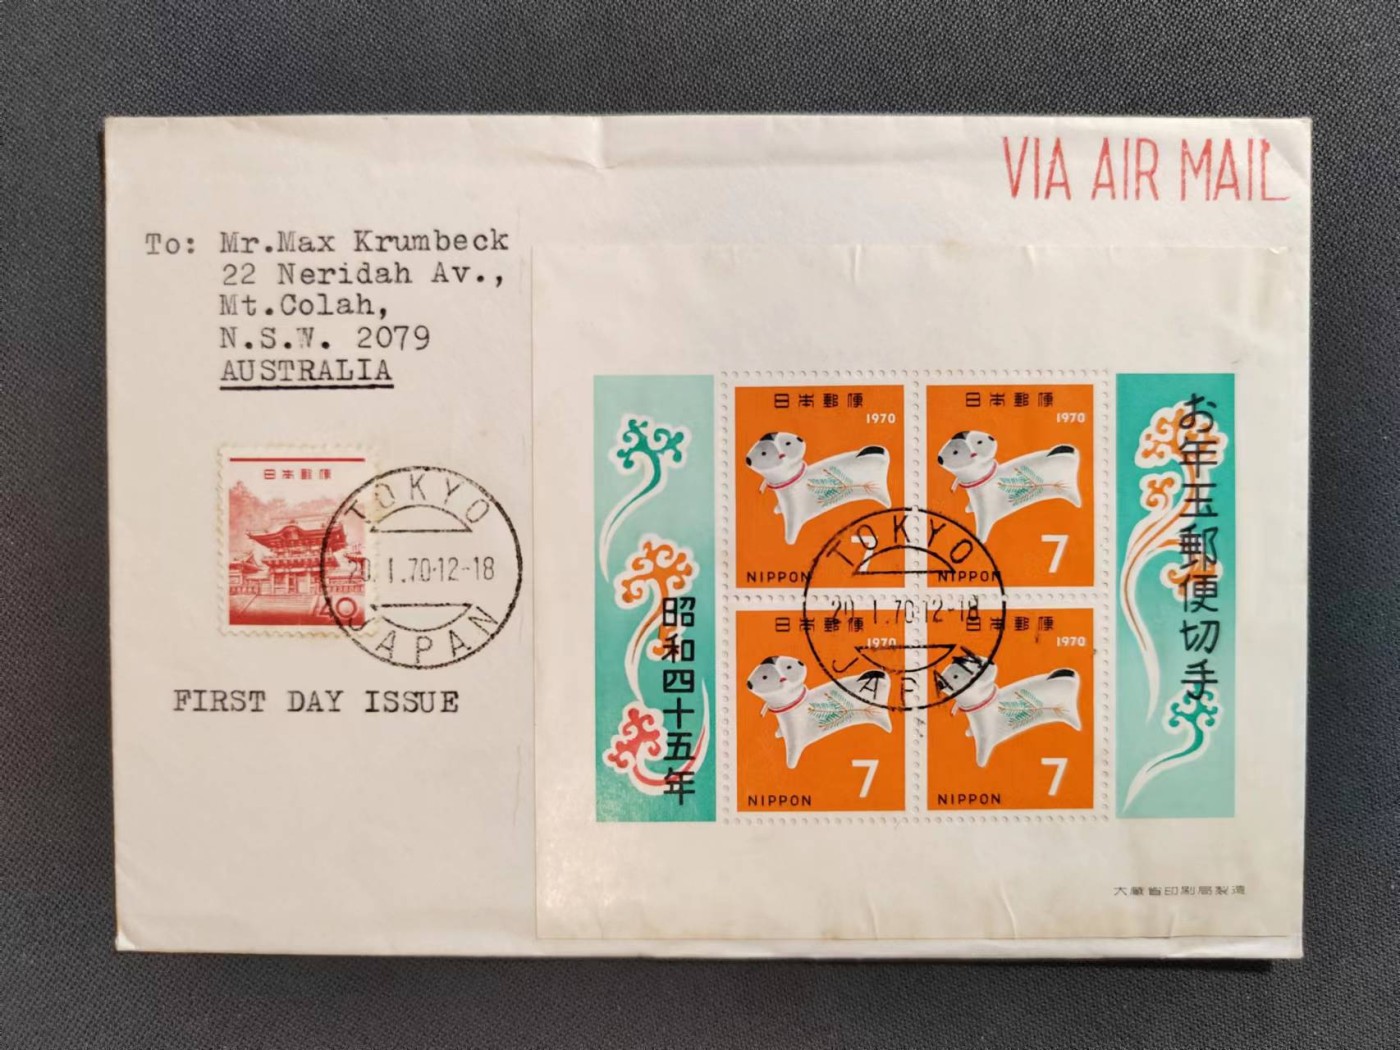 VIA AIR MAIL
To: Mr.Max Krumbeck
22 Neridah Av.,
Mt.Colah,
N.S.W. 2079
AUSTRALIA
日本郵便
40
TOKYO
20.I.70.12-18
JAPAN
FIRST DAY ISSUE
昭和四十五年
日本郵便
1970
7
NIPPON
日本郵便
1970
7
NIPPON
日本郵便
1970
7
NIPPON
日本郵便
1970
7
NIPPON
TOKYO
20.I.70.12-18
JAPAN
お年玉郵便切手
大蔵省印刷局製造